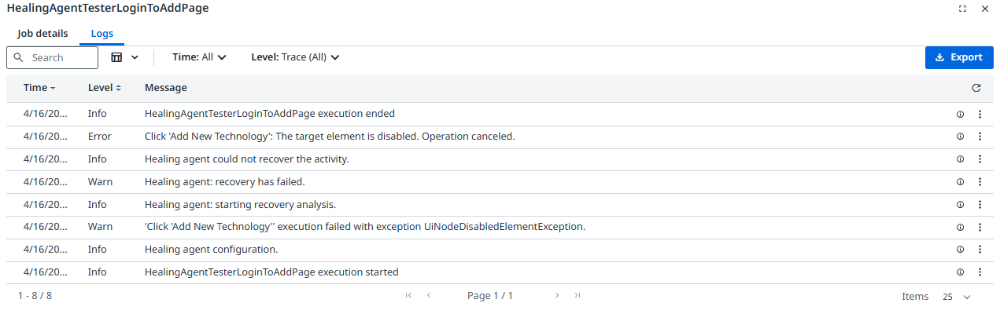 HealingAgentTesterLoginToAddPage
Job details Logs
Search Time: All Level: Trace (All) Export
Time Level Message
4/16/20... Info HealingAgentTesterLoginToAddPage execution ended
4/16/20... Error Click 'Add New Technology': The target element is disabled. Operation canceled.
4/16/20... Info Healing agent could not recover the activity.
4/16/20... Warn Healing agent: recovery has failed.
4/16/20... Info Healing agent: starting recovery analysis.
4/16/20... Warn 'Click 'Add New Technology'' execution failed with exception UiNodeDisabledElementException.
4/16/20... Info Healing agent configuration.
4/16/20... Info HealingAgentTesterLoginToAddPage execution started
1 - 8 / 8 Page 1 / 1 Items 25